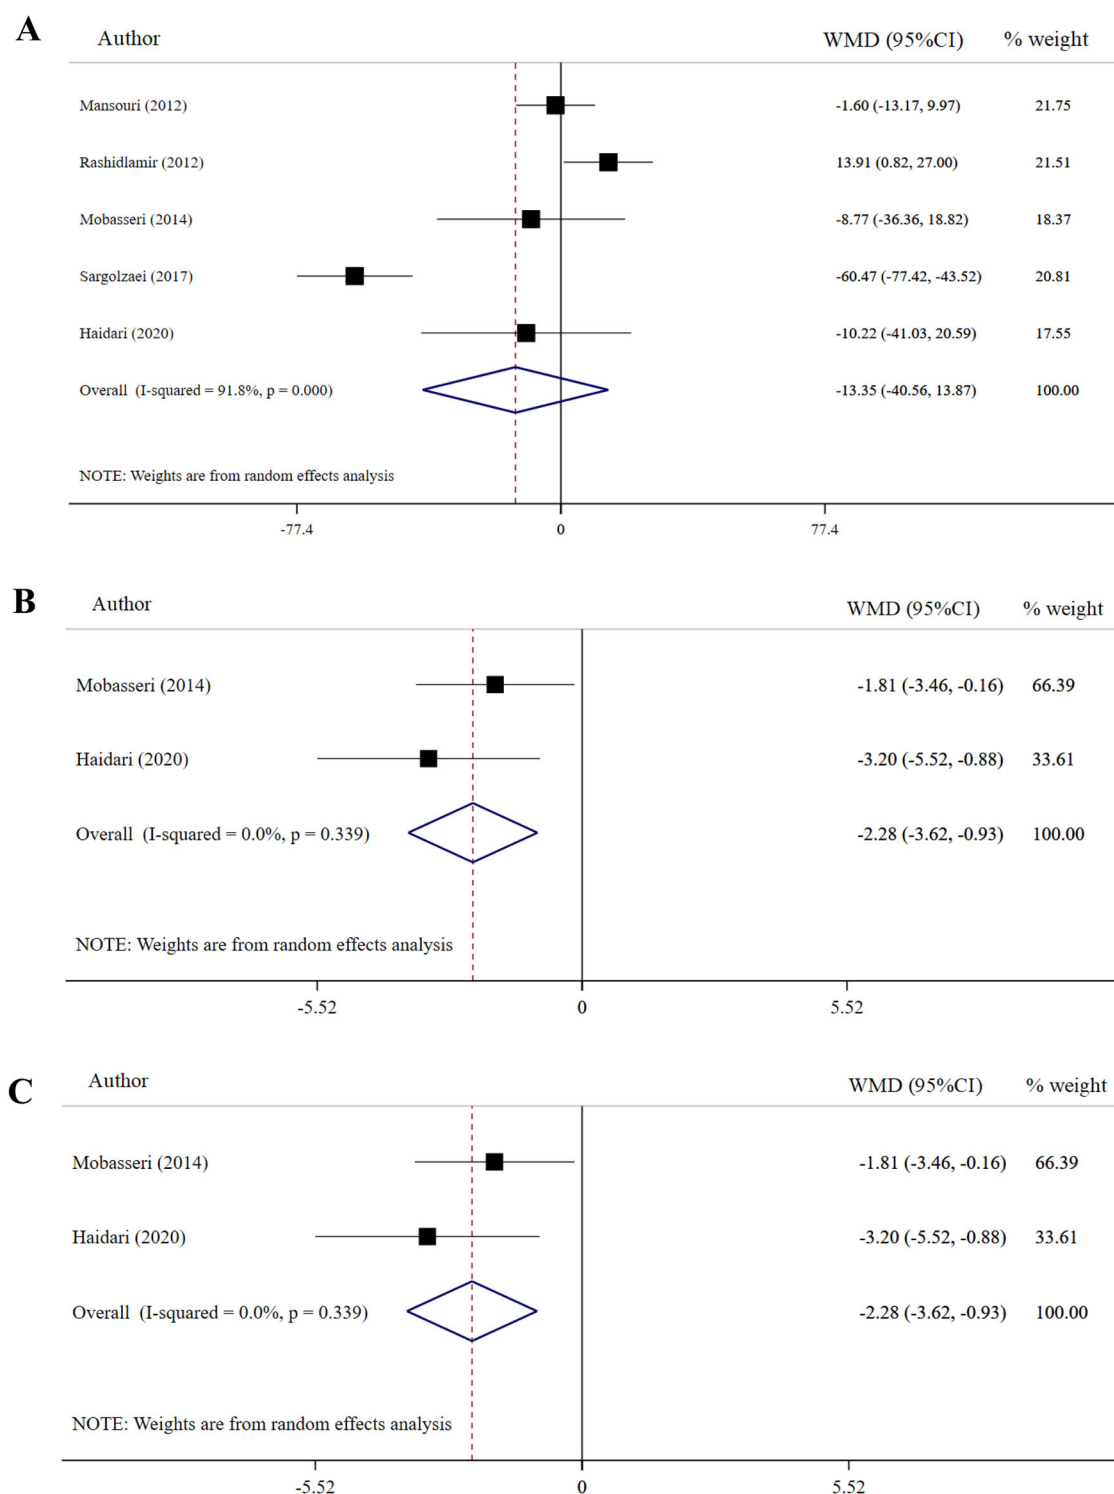 A
Author WMD (95%CI) % weight
Mansouri (2012) -1.60 (-13.17, 9.97) 21.75
Rashidlamir (2012) 13.91 (0.82, 27.00) 21.51
Mobasseri (2014) -8.77 (-36.36, 18.82) 18.37
Sargolzaei (2017) -60.47 (-77.42, -43.52) 20.81
Haidari (2020) -10.22 (-41.03, 20.59) 17.55
Overall (I-squared = 91.8%, p = 0.000) -13.35 (-40.56, 13.87) 100.00
NOTE: Weights are from random effects analysis
-77.4 0 77.4
B
Author WMD (95%CI) % weight
Mobasseri (2014) -1.81 (-3.46, -0.16) 66.39
Haidari (2020) -3.20 (-5.52, -0.88) 33.61
Overall (I-squared = 0.0%, p = 0.339) -2.28 (-3.62, -0.93) 100.00
NOTE: Weights are from random effects analysis
-5.52 0 5.52
C
Author WMD (95%CI) % weight
Mobasseri (2014) -1.81 (-3.46, -0.16) 66.39
Haidari (2020) -3.20 (-5.52, -0.88) 33.61
Overall (I-squared = 0.0%, p = 0.339) -2.28 (-3.62, -0.93) 100.00
NOTE: Weights are from random effects analysis
-5.52 0 5.52